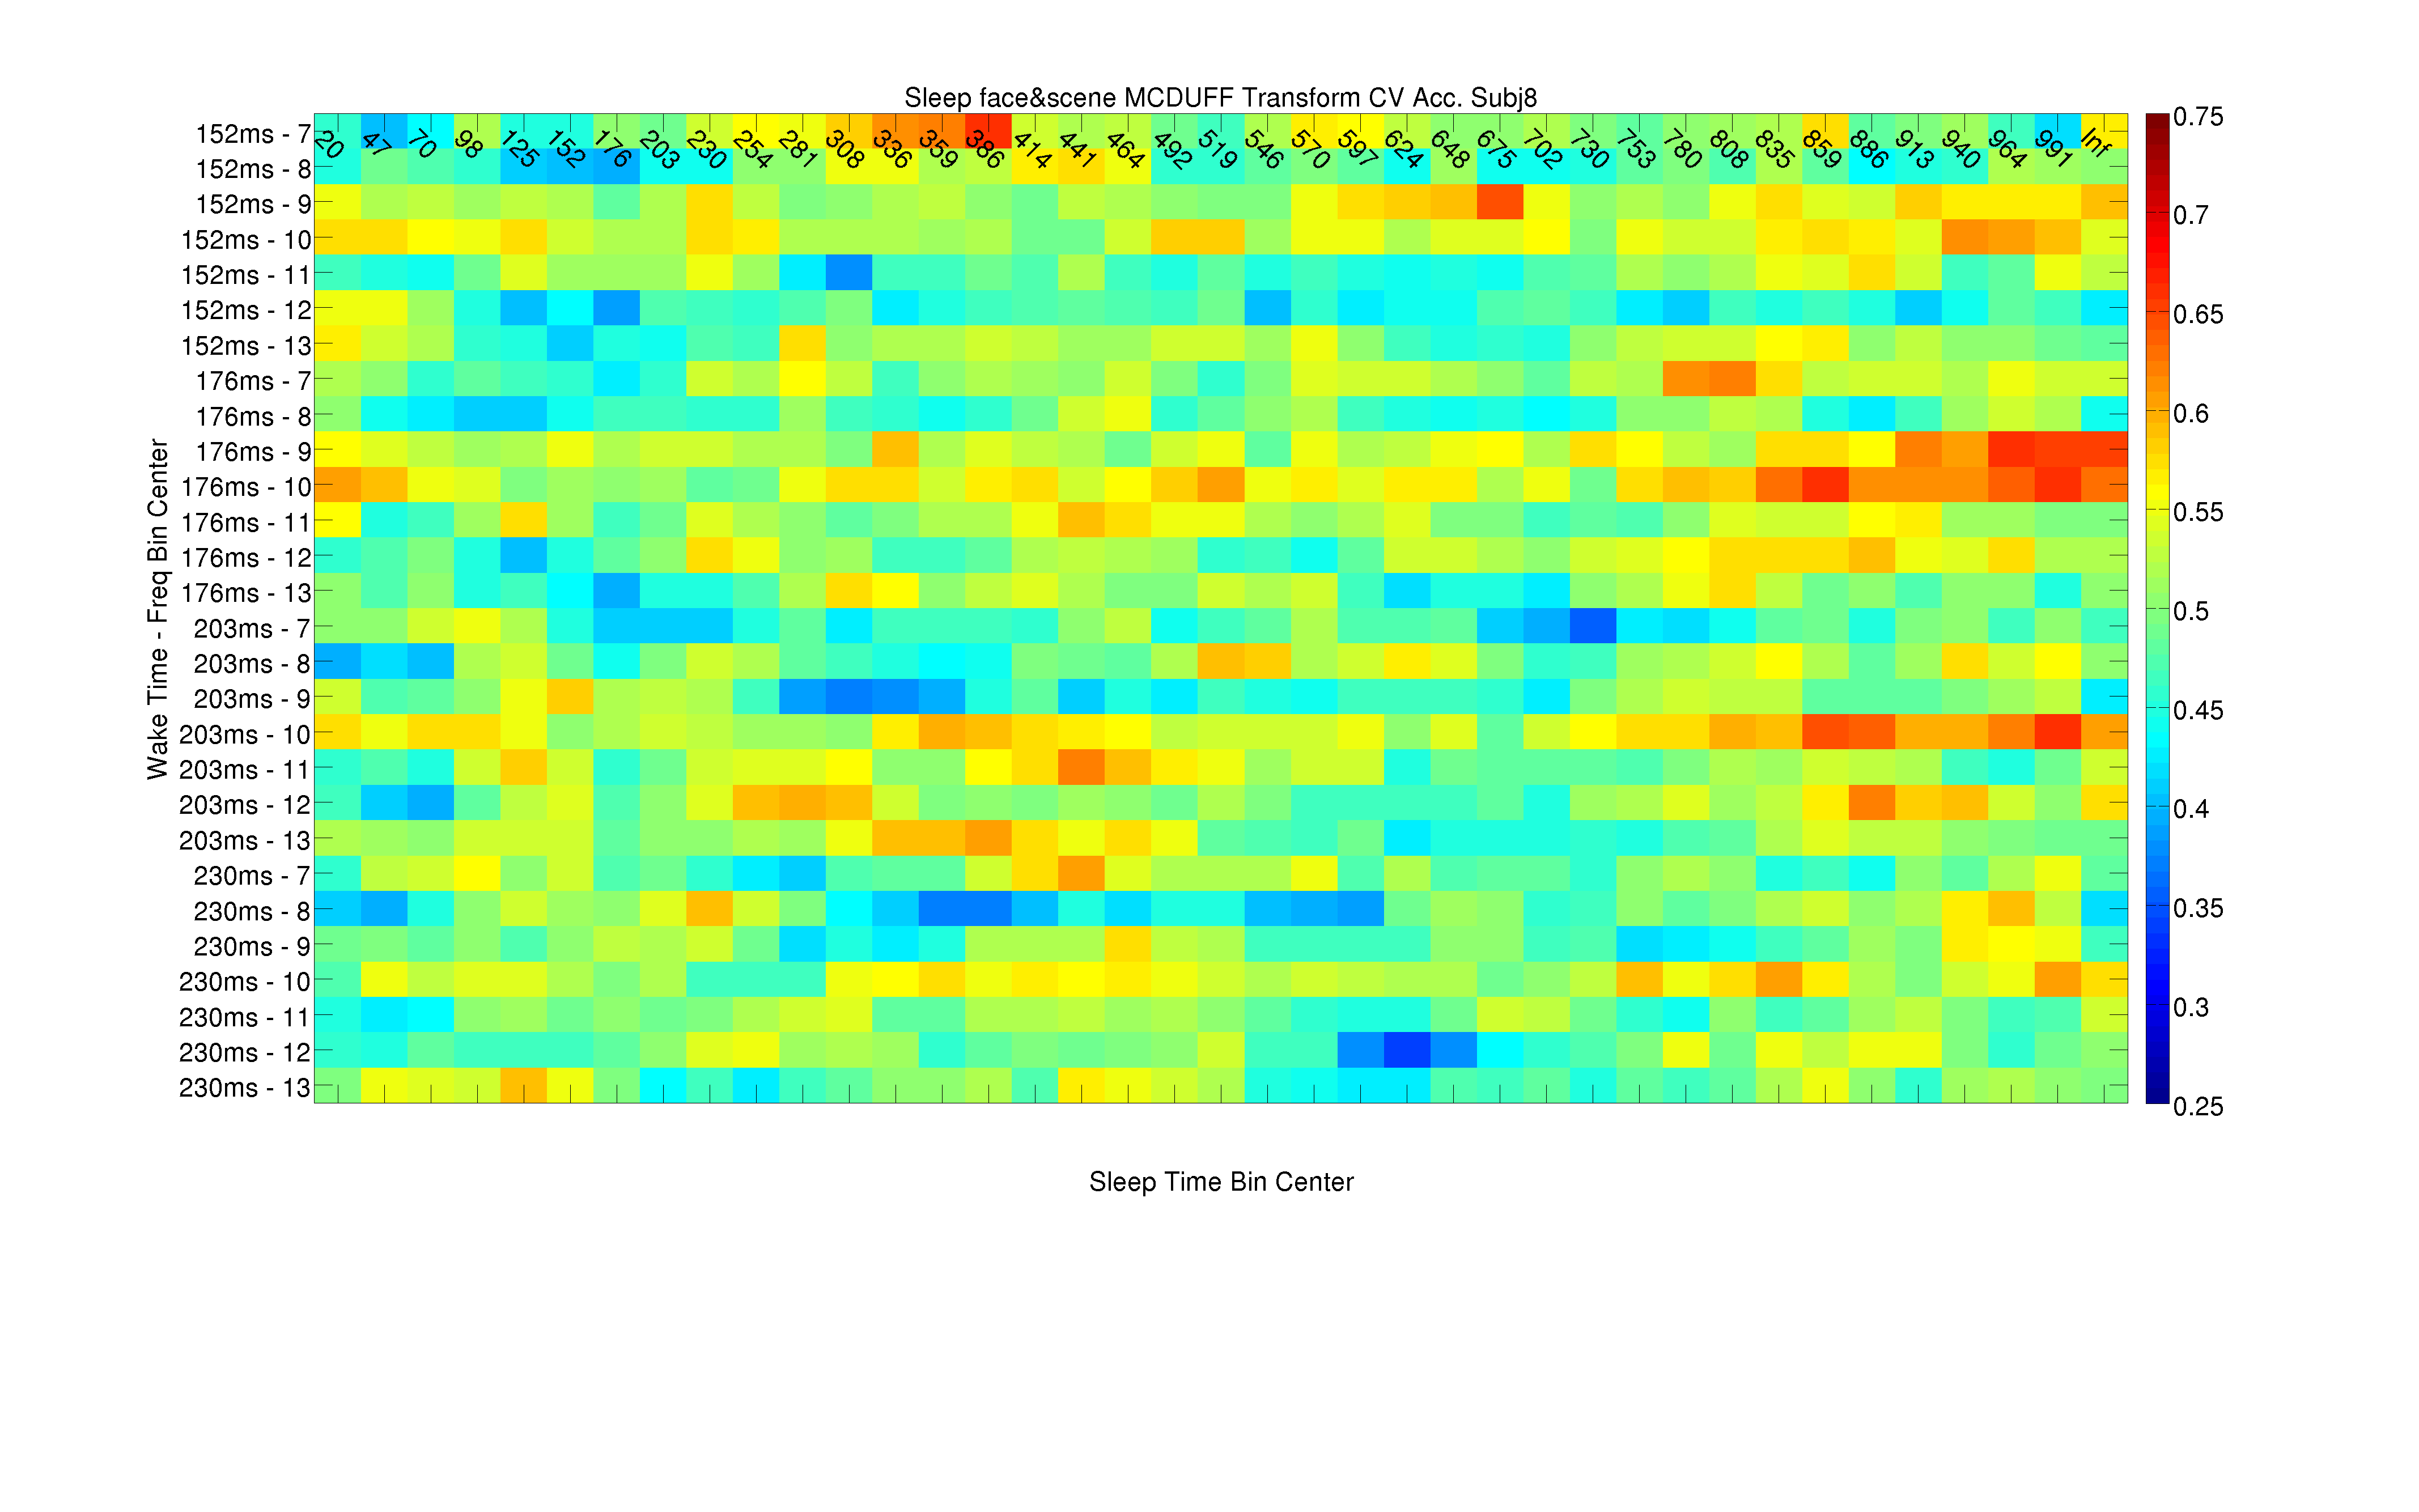 Sleep face&scene MCDUFF Transform CV Acc. Subj8
20 47 70 98 125 152 176 203 230 254 281 308 336 359 386 414 441 464 492 519 546 570 597 624 648 675 702 730 753 780 808 835 859 886 913 940 964 991 Inf
Wake Time - Freq Bin Center
152ms - 7
152ms - 8
152ms - 9
152ms - 10
152ms - 11
152ms - 12
152ms - 13
176ms - 7
176ms - 8
176ms - 9
176ms - 10
176ms - 11
176ms - 12
176ms - 13
203ms - 7
203ms - 8
203ms - 9
203ms - 10
203ms - 11
203ms - 12
203ms - 13
230ms - 7
230ms - 8
230ms - 9
230ms - 10
230ms - 11
230ms - 12
230ms - 13
0.75
0.7
0.65
0.6
0.55
0.5
0.45
0.4
0.35
0.3
0.25
Sleep Time Bin Center